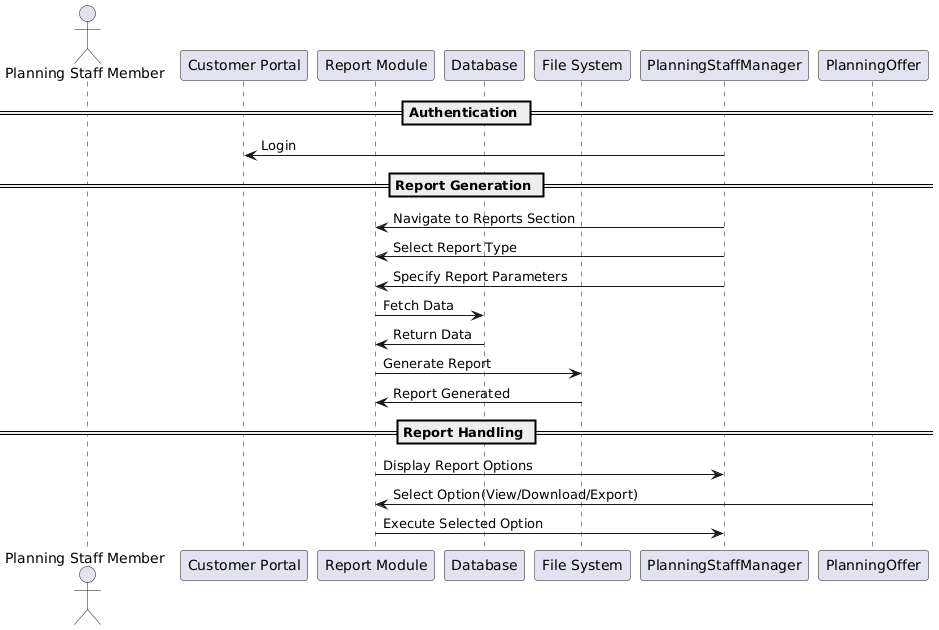 Planning Staff Member
Customer Portal
Report Module
Database
File System
PlanningStaffManager
PlanningOffer
Authentication
Login
Report Generation
Navigate to Reports Section
Select Report Type
Specify Report Parameters
Fetch Data
Return Data
Generate Report
Report Generated
Report Handling
Display Report Options
Select Option(View/Download/Export)
Execute Selected Option
Planning Staff Member
Customer Portal
Report Module
Database
File System
PlanningStaffManager
PlanningOffer